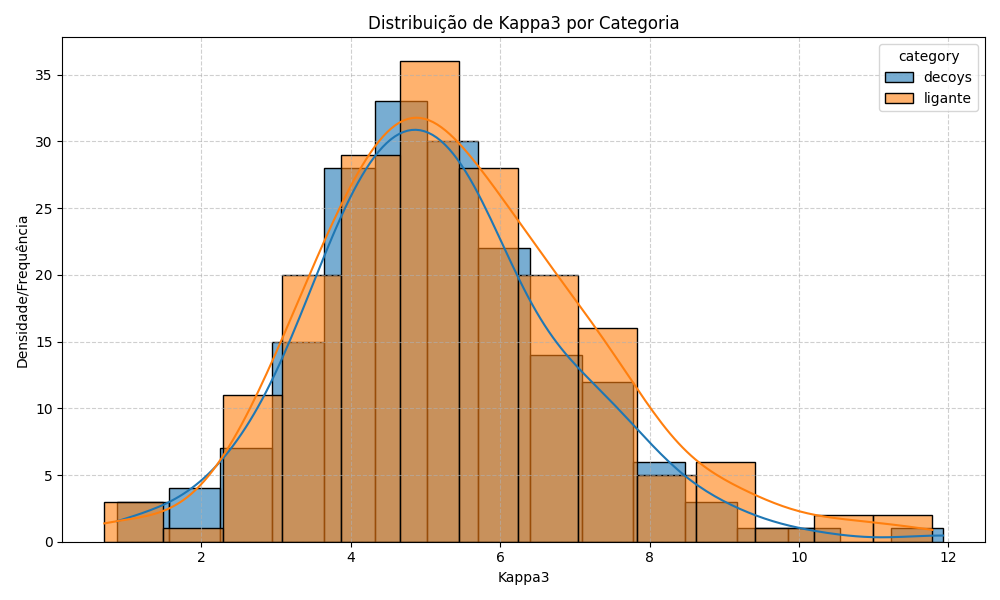 Distribuição de Kappa3 por Categoria
category
decoys
ligante
Densidade/Frequência
35
30
25
20
15
10
5
0
2 4 6 8 10 12
Kappa3